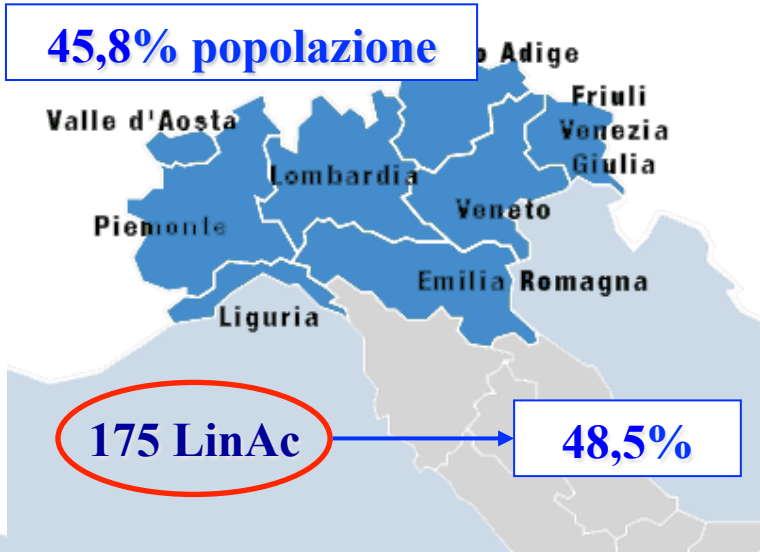 45,8% popolazione
Adige
Friuli
Venezia
Giulia
Valle d'Aosta
Lombardia
Veneto
Piemonte
Emilia Romagna
Liguria
175 LinAc
48,5%